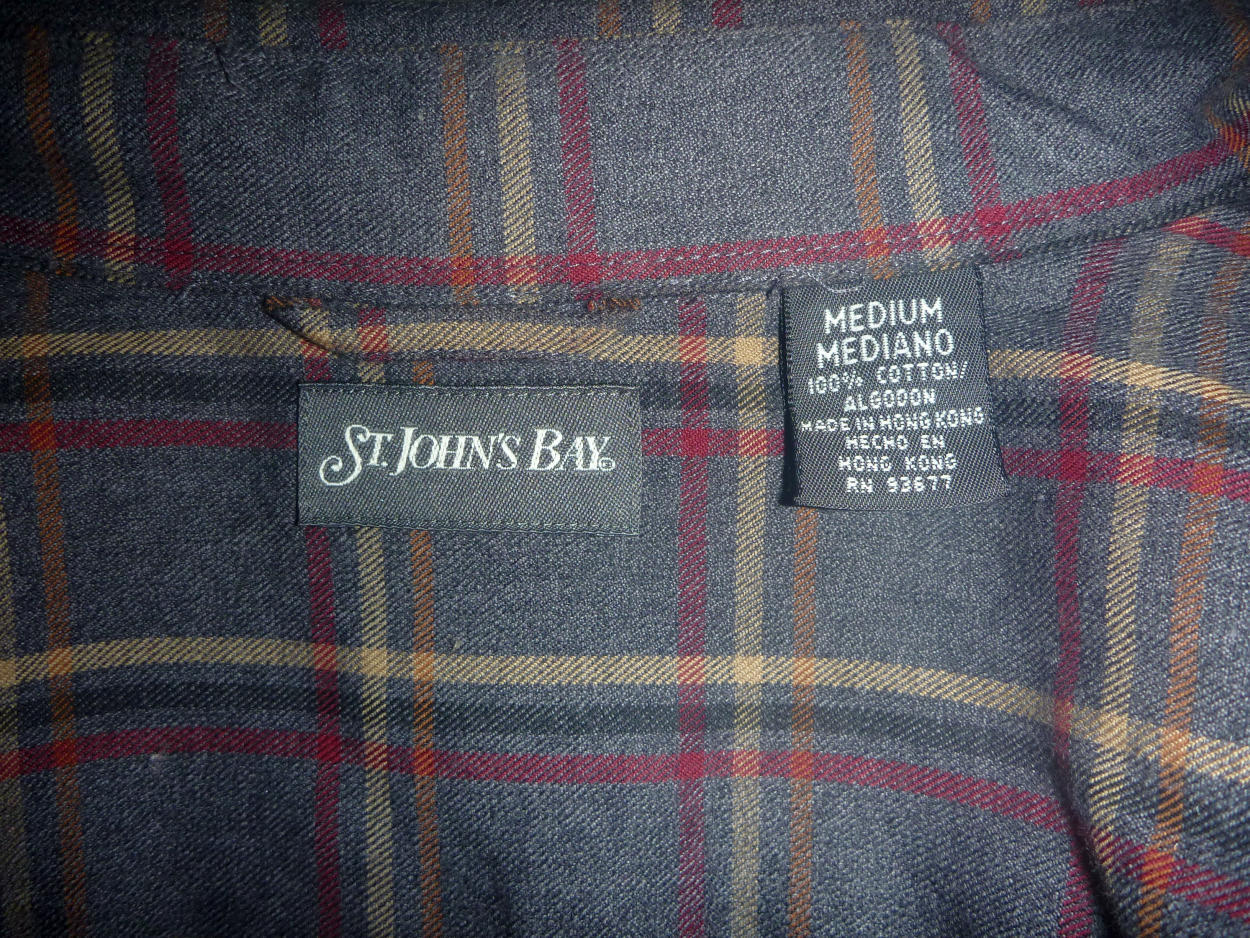 ST. JOHN'S BAY®
MEDIUM
MEDIANO
100% COTTON/
ALGODON
MADE IN HONG KONG
HECHO EN
HONG KONG
RN 93677